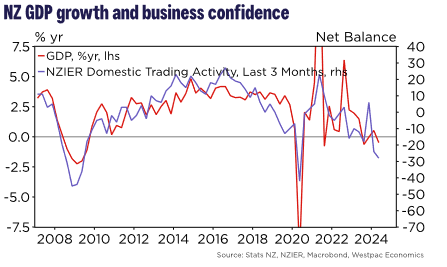 NZ GDP growth and business confidence
% yr Net Balance
GDP, %yr, lhs
NZIER Domestic Trading Activity, Last 3 Months, rhs
7.5 40
30
5.0 20
10
2.5 0
-10
0.0 -20
-30
-2.5 -40
-50
-5.0 -60
-7.5 -70
2008 2010 2012 2014 2016 2018 2020 2022 2024
Source: Stats NZ, NZIER, Macrobond, Westpac Economics